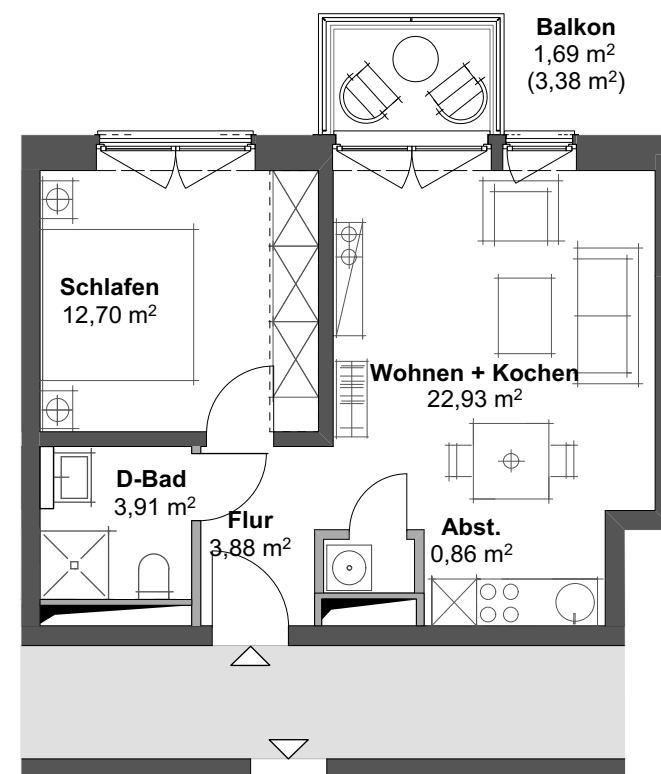 Balkon
1,69 m²
(3,38 m²)
Schlafen
12,70 m²
Wohnen + Kochen
22,93 m²
D-Bad
3,91 m²
Flur
3,88 m²
Abst.
0,86 m²